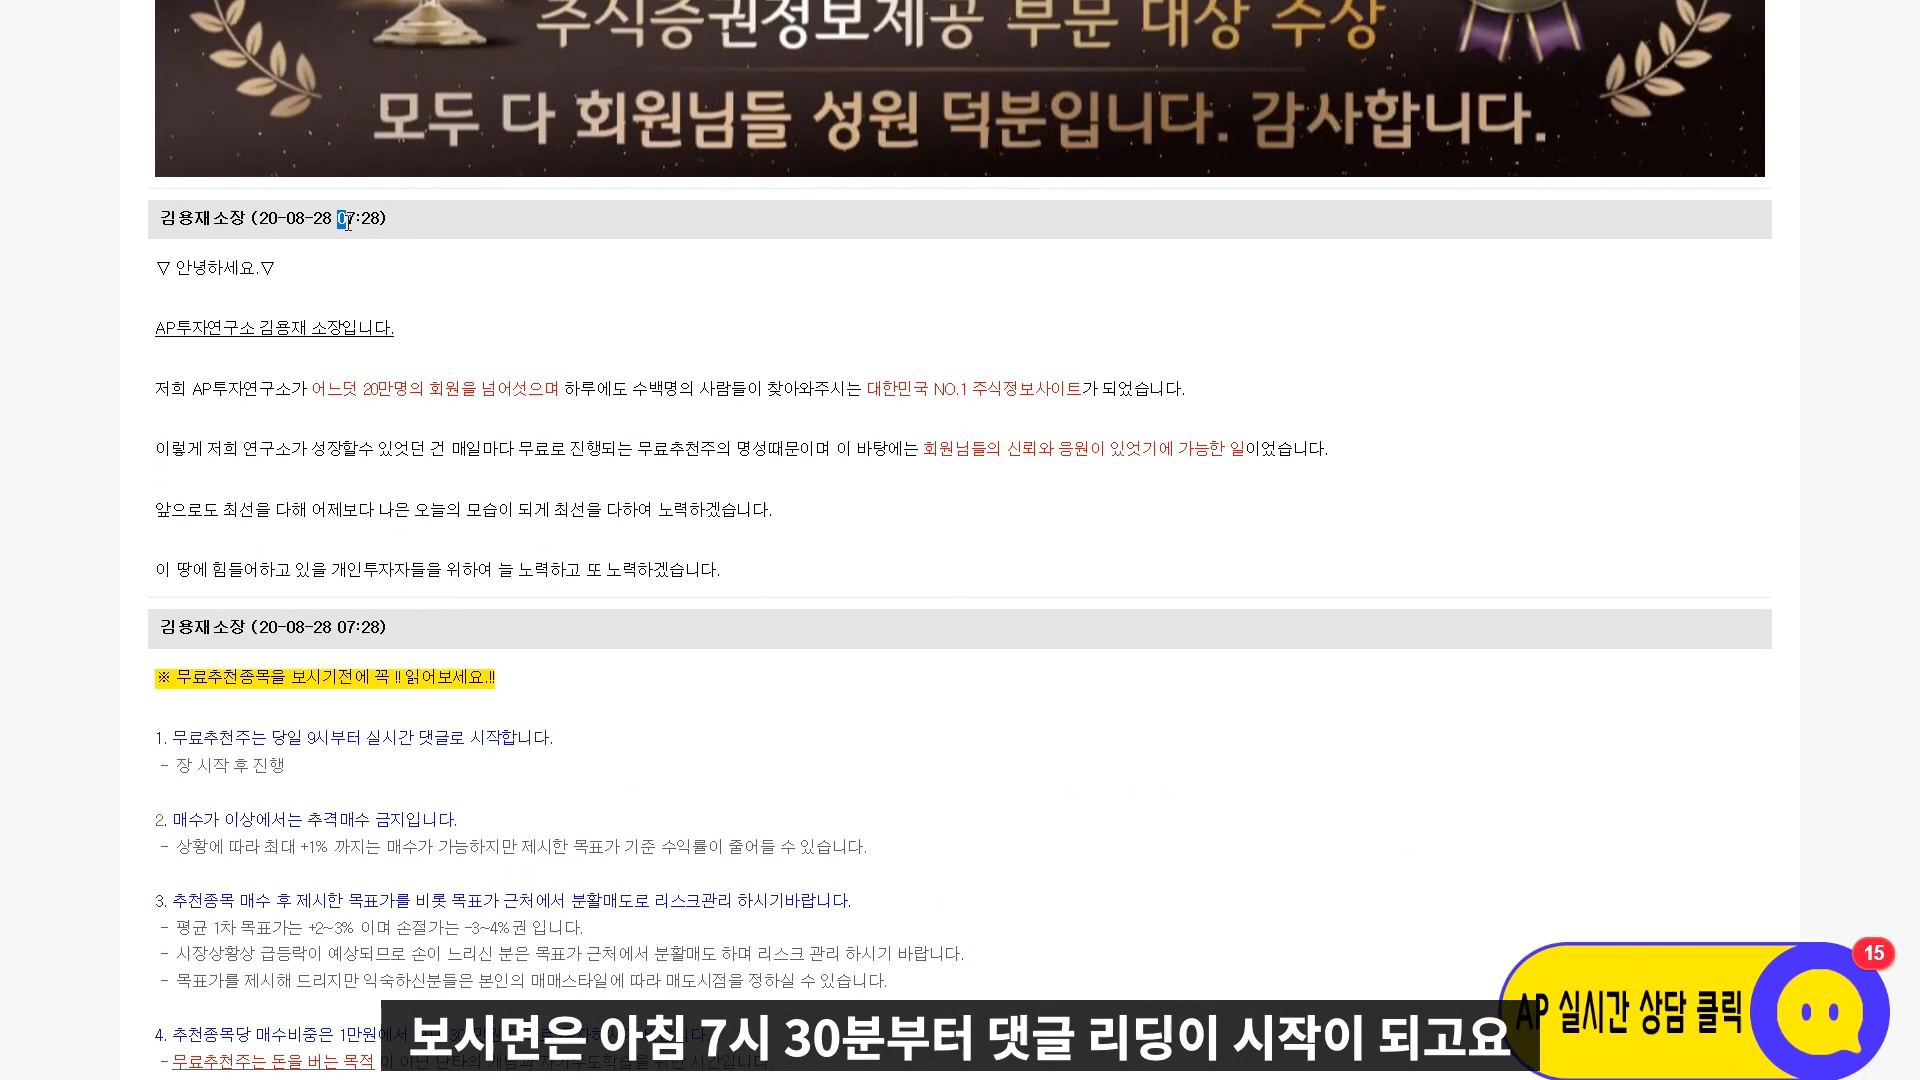 주식증권정보제공 부문 대상 수상
모두 다 회원님들 성원 덕분입니다. 감사합니다.
김용재소장 (20-08-28 07:28)
▽ 안녕하세요.▽
AP투자연구소 김용재 소장입니다.
저희 AP투자연구소가 어느덧 20만명의 회원을 넘어섯으며 하루에도 수백명의 사람들이 찾아와주시는 대한민국 NO.1 주식정보사이트가 되었습니다.
이렇게 저희 연구소가 성장할수 있엇던 건 매일마다 무료로 진행되는 무료추천주의 명성때문이며 이 바탕에는 회원님들의 신뢰와 응원이 있엇기에 가능한 일이었습니다.
앞으로도 최선을 다해 어제보다 나은 오늘의 모습이 되게 최선을 다하여 노력하겠습니다.
이 땅에 힘들어하고 있을 개인투자자들을 위하여 늘 노력하고 또 노력하겠습니다.
김용재소장 (20-08-28 07:28)
※ 무료추천종목을 보시기전에 꼭 !! 읽어보세요.!!
1. 무료추천주는 당일 9시부터 실시간 댓글로 시작합니다.
- 장 시작 후 진행
2. 매수가 이상에서는 추격매수 금지입니다.
- 상황에 따라 최대 +1% 까지는 매수가 가능하지만 제시한 목표가 기준 수익률이 줄어들 수 있습니다.
3. 추천종목 매수 후 제시한 목표가를 비롯 목표가 근처에서 분할매도로 리스크관리 하시기바랍니다.
- 평균 1차 목표가는 +2~3% 이며 손절가는 -3~4%권 입니다.
- 시장상황상 급등락이 예상되므로 손이 느리신 분은 목표가 근처에서 분할매도 하며 리스크 관리 하시기 바랍니다.
- 목표가를 제시해 드리지만 익숙하신분들은 본인의 매매스타일에 따라 매도시점을 정하실 수 있습니다.
15
AP 실시간 상담 클릭
4. 추천종목당 매수비중은 1만원에서
보시면은 아침 7시 30분부터 댓글 리딩이 시작이 되고요
- 무료추천주는 돈을 버는 목적